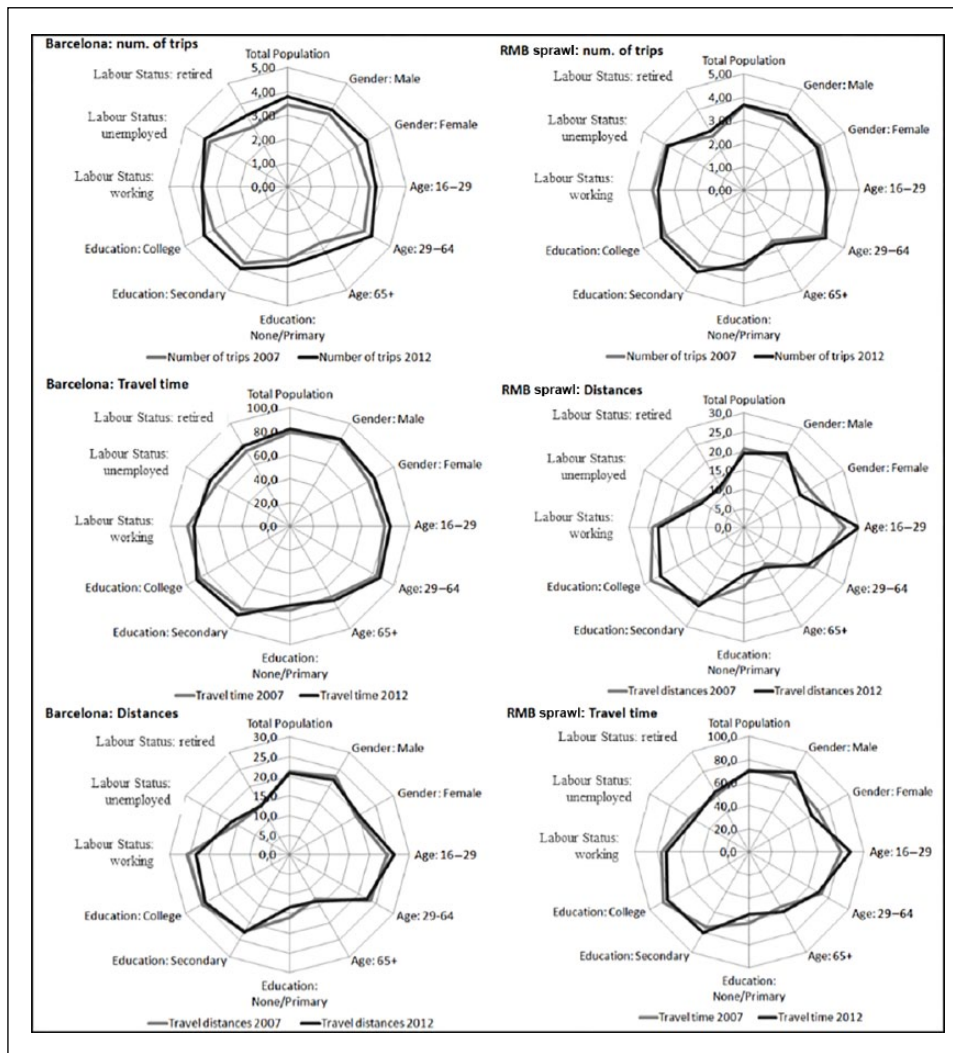 Barcelona: num. of trips
Total Population
5,00
4,00
3,00
2,00
1,00
0,00
Gender: Male
Gender: Female
Age: 16–29
Age: 29–64
Age: 65+
Education:
None/Primary
Education: Secondary
Education: College
Labour Status:
working
Labour Status:
unemployed
Labour Status: retired
Number of trips 2007
Number of trips 2012
RMB sprawl: num. of trips
Total Population
5,00
4,00
3,00
2,00
1,00
0,00
Gender: Male
Gender: Female
Age: 16–29
Age: 29–64
Age: 65+
Education:
None/Primary
Education: Secondary
Education: College
Labour Status:
working
Labour Status:
unemployed
Labour Status: retired
Number of trips 2007
Number of trips 2012
Barcelona: Travel time
Total Population
100,0
80,0
60,0
40,0
20,0
0,0
Gender: Male
Gender: Female
Age: 16–29
Age: 29–64
Age: 65+
Education:
None/Primary
Education: Secondary
Education: College
Labour Status:
working
Labour Status:
unemployed
Labour Status: retired
Travel time 2007
Travel time 2012
RMB sprawl: Distances
Total Population
30,0
25,0
20,0
15,0
10,0
5,0
0,0
Gender: Male
Gender: Female
Age: 16–29
Age: 29–64
Age: 65+
Education:
None/Primary
Education: Secondary
Education: College
Labour Status:
working
Labour Status:
unemployed
Labour Status: retired
Travel distances 2007
Travel distances 2012
Barcelona: Distances
Total Population
30,0
25,0
20,0
15,0
10,0
5,0
0,0
Gender: Male
Gender: Female
Age: 16–29
Age: 29-64
Age: 65+
Education:
None/Primary
Education: Secondary
Education: College
Labour Status:
working
Labour Status:
unemployed
Labour Status: retired
Travel distances 2007
Travel distances 2012
RMB sprawl: Travel time
Total Population
100,0
80,0
60,0
40,0
20,0
0,0
Gender: Male
Gender: Female
Age: 16–29
Age: 29–64
Age: 65+
Education:
None/Primary
Education: Secondary
Education: College
Labour Status:
working
Labour Status:
unemployed
Labour Status: retired
Travel time 2007
Travel time 2012